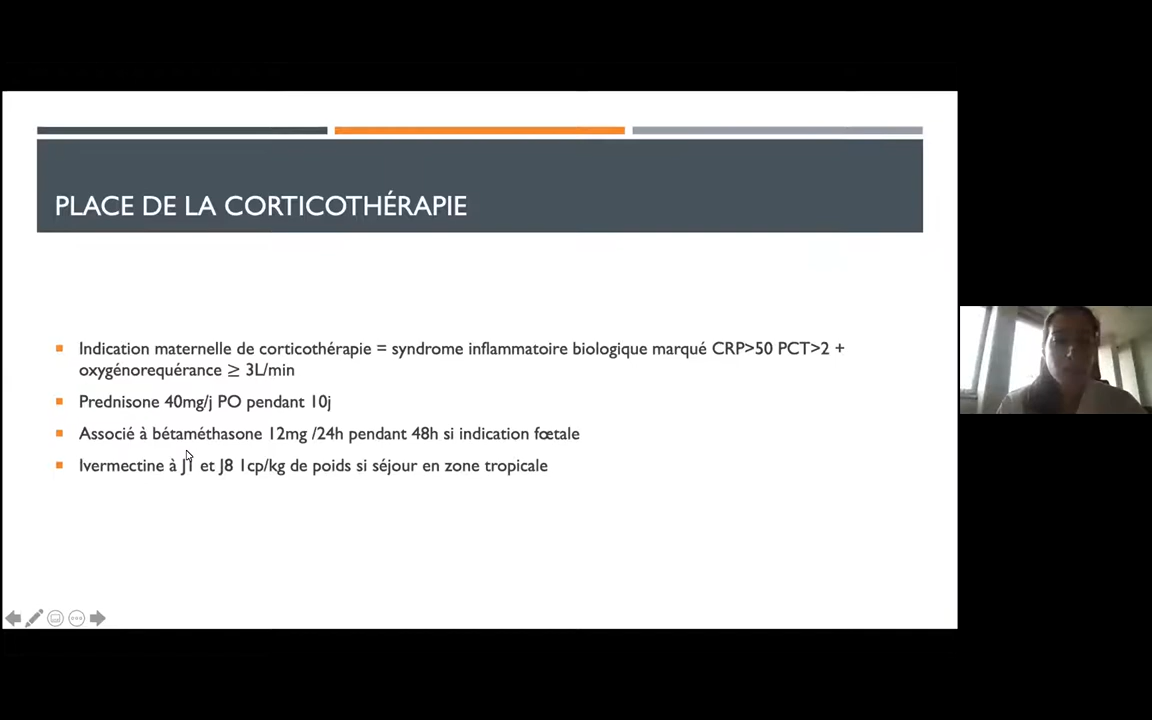 PLACE DE LA CORTICOTHÉRAPIE
Indication maternelle de corticothérapie = syndrome inflammatoire biologique marqué CRP>50 PCT>2 +
oxygénorequérance ≥ 3L/min
Prednisone 40mg/j PO pendant 10j
Associé à bétaméthasone 12mg /24h pendant 48h si indication fœtale
Ivermectine à J1 et J8 1cp/kg de poids si séjour en zone tropicale